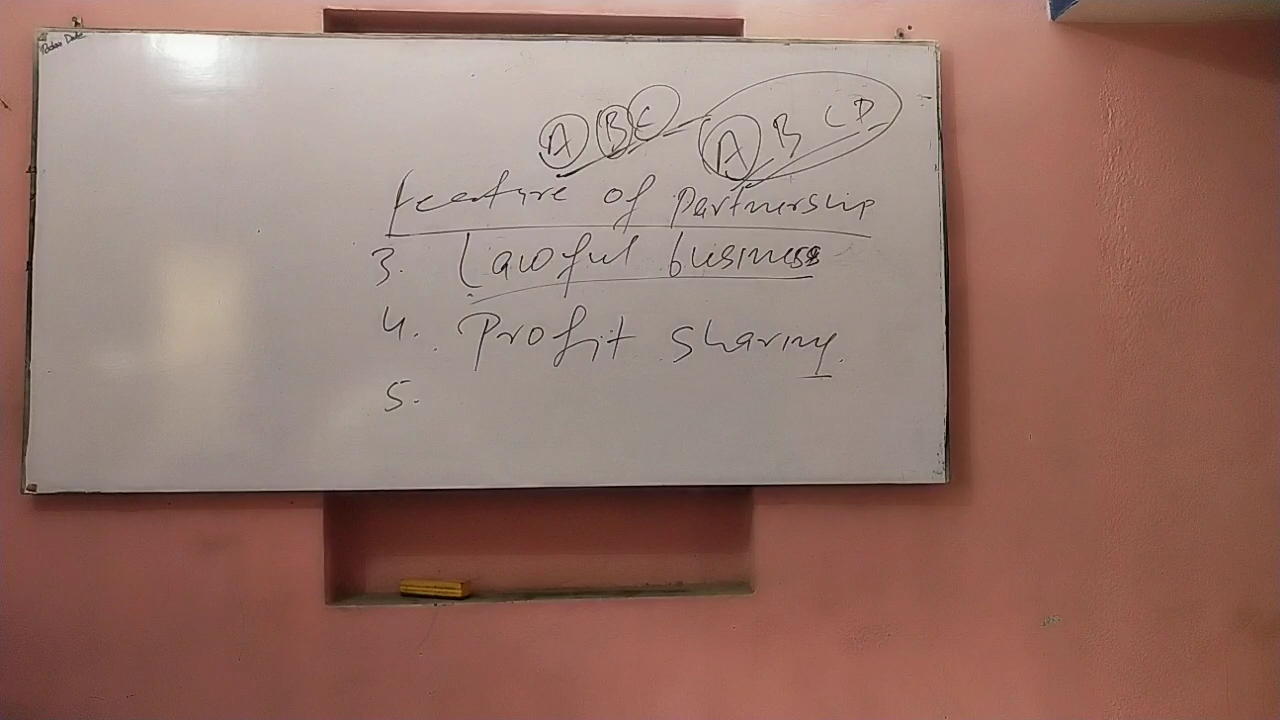 A B C A B C D
Feature of Partnership
3. Lawful business
4. Profit sharing.
5.